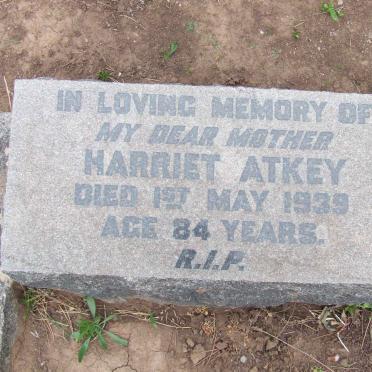 IN LOVING MEMORY OF
MY DEAR MOTHER
HARRIET ATKEY
DIED 1ST MAY 1939
AGE 84 YEARS.
R.I.P.